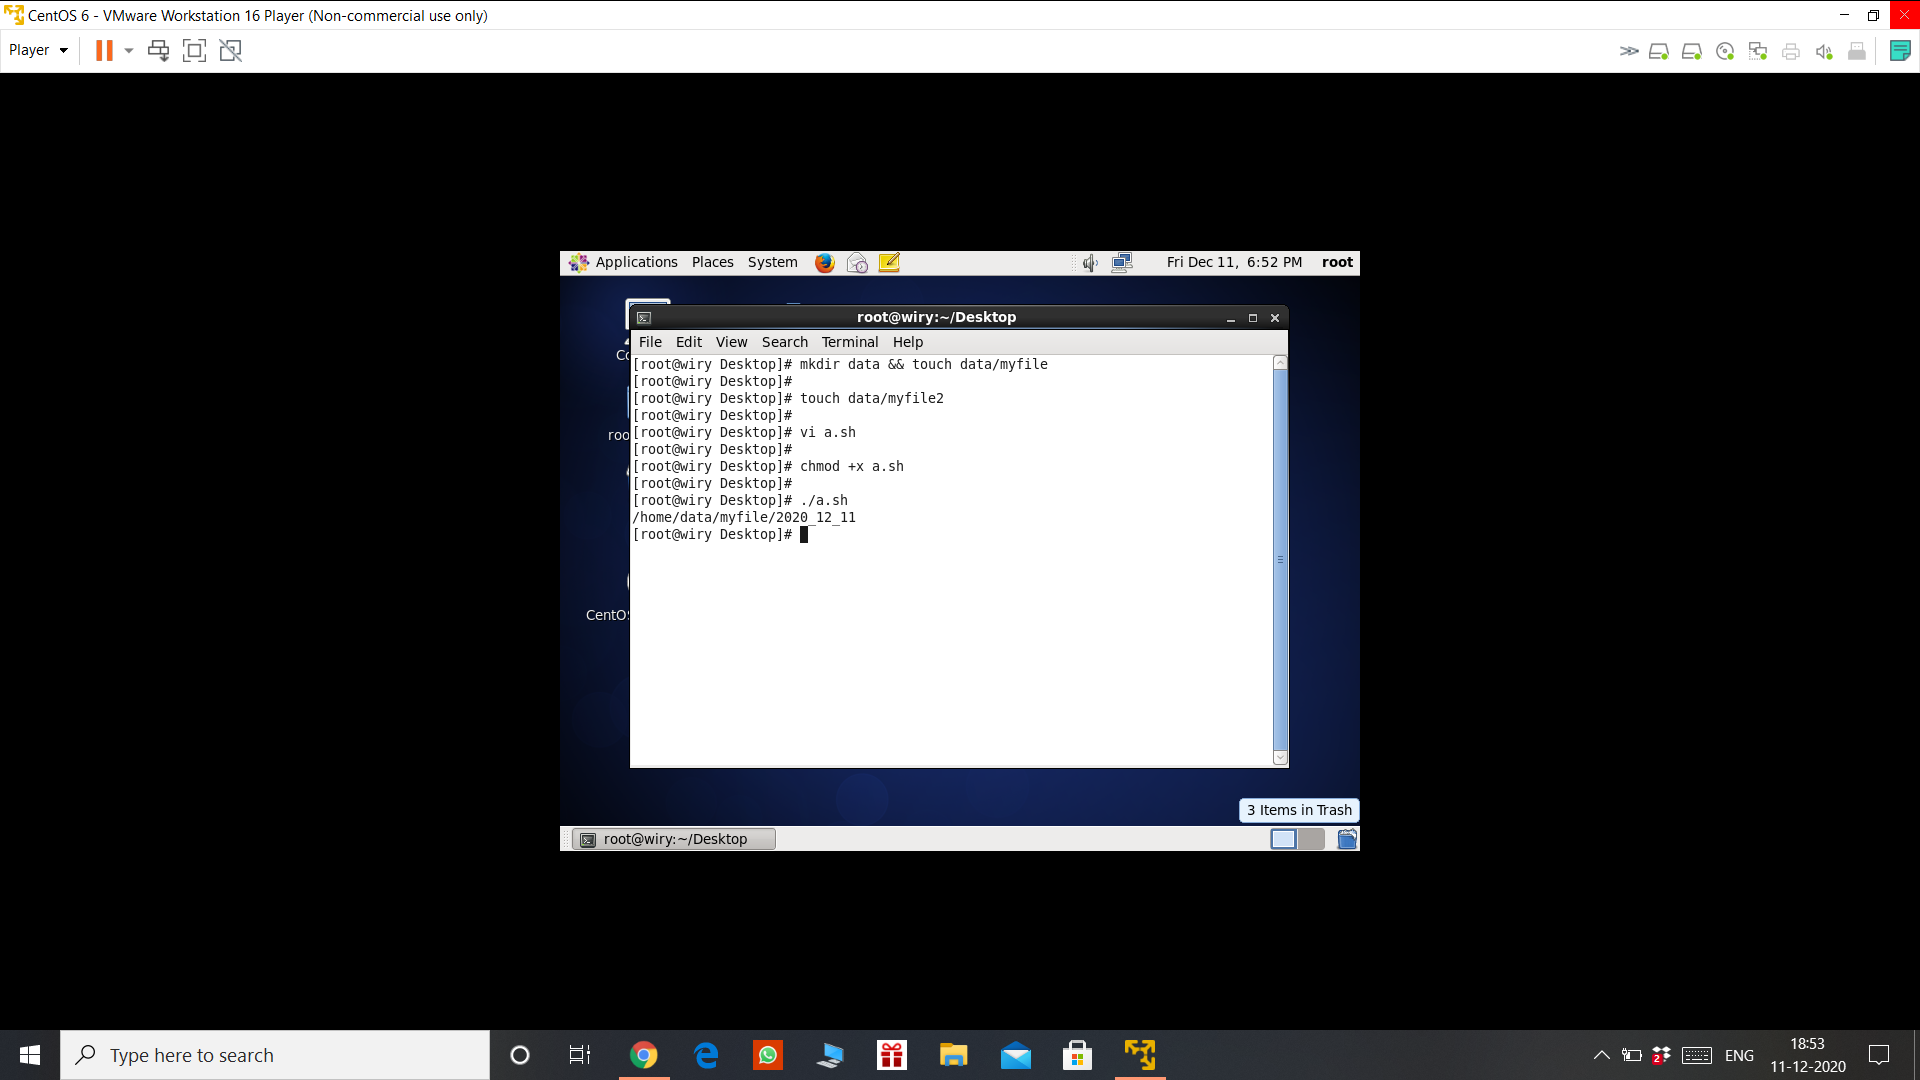 CentOS 6 - VMware Workstation 16 Player (Non-commercial use only)
Player
Applications Places System Fri Dec 11, 6:52 PM root
root@wiry:~/Desktop
File Edit View Search Terminal Help
[root@wiry Desktop]# mkdir data && touch data/myfile
[root@wiry Desktop]#
[root@wiry Desktop]# touch data/myfile2
[root@wiry Desktop]#
[root@wiry Desktop]# vi a.sh
[root@wiry Desktop]#
[root@wiry Desktop]# chmod +x a.sh
[root@wiry Desktop]#
[root@wiry Desktop]# ./a.sh
/home/data/myfile/2020_12_11
[root@wiry Desktop]#
CentOS
3 Items in Trash
root@wiry:~/Desktop
Type here to search
2
ENG
18:53
11-12-2020